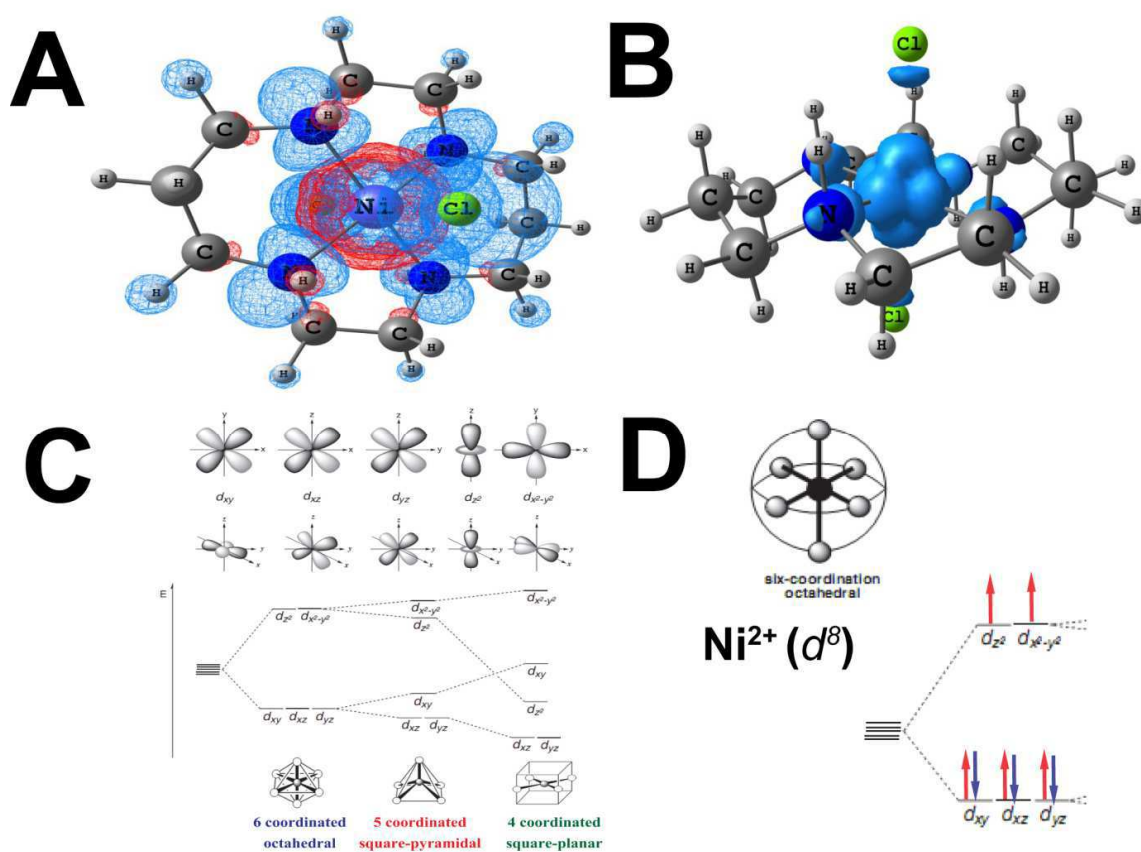 A
B
H
H
H
H
C
C
H
H
N
N
C
H
H
H
C
H
Ni
Cl
C
H
C
N
N
C
H
H
H
H
C
C
H
H
H
Cl
H
H
H
H
H
N
C
H
C
H
H
N
C
H
C
C
H
H
C
H
H
H
H
Cl
H
C
D
y x
z x
z y
z
x
dxy dxz dyz dz² dx²-y²
z y x
z y x
z y x
z y x
z y x
E
dz² dx²-y²
dx²-y²
dz²
dx²-y²
dxy
dxy
dz²
dxy dxz dyz
dxz dyz
dxz dyz
6 coordinated
octahedral
5 coordinated
square-pyramidal
4 coordinated
square-planar
six-coordination
octahedral
Ni²⁺ (d⁸)
dz² dx²-y²
dxy dxz dyz